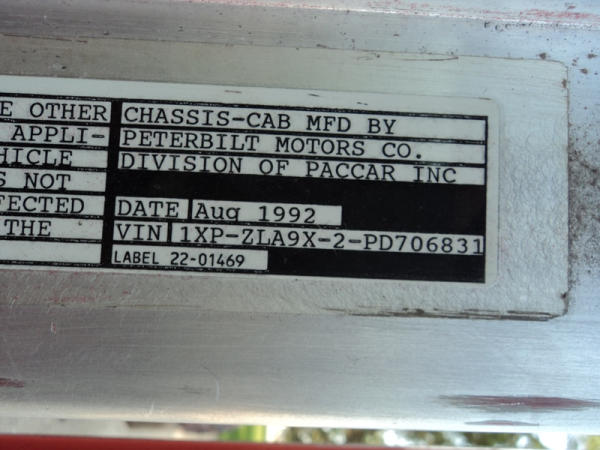 E OTHER
APPLI-
HICLE
S NOT
FECTED
THE
CHASSIS-CAB MFD BY
PETERBILT MOTORS CO.
DIVISION OF PACCAR INC
DATE Aug 1992
VIN 1XP-ZLA9X-2-PD706831
LABEL 22-01469